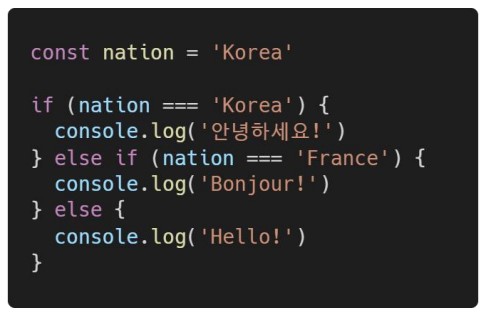 const nation = 'Korea'
if (nation === 'Korea') {
  console.log('안녕하세요!')
} else if (nation === 'France') {
  console.log('Bonjour!')
} else {
  console.log('Hello!')
}